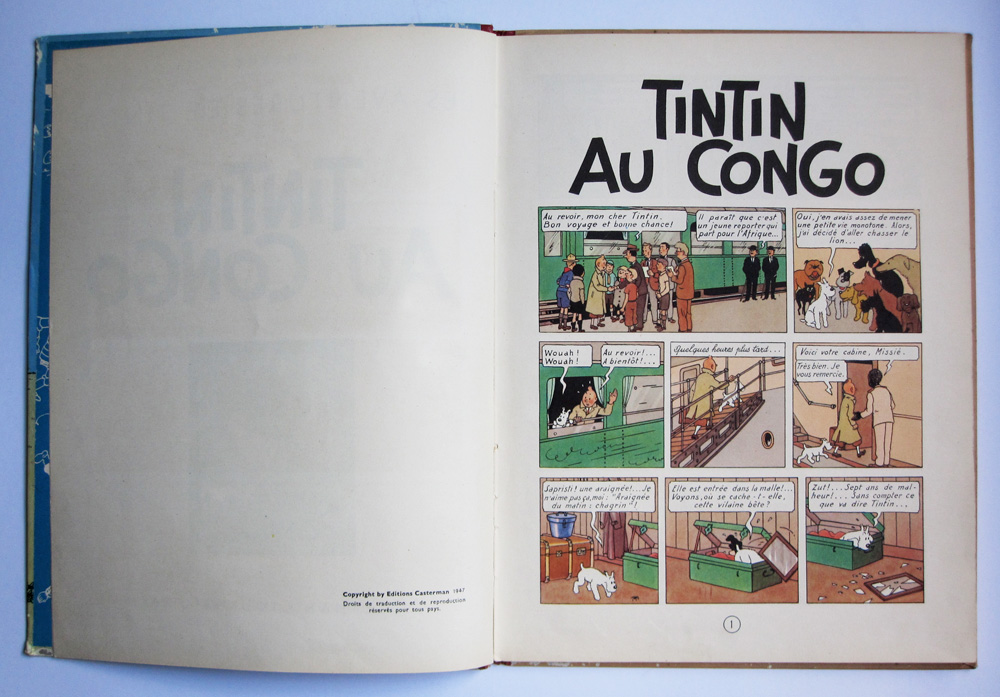 Copyright by Editions Casterman 1947
Droits de traduction et de reproduction
réservés pour tous pays.
TINTIN
AU CONGO
Au revoir, mon cher Tintin.
Bon voyage et bonne chance!
Il paraît que c'est
un jeune reporter qui
part pour l'Afrique...
Oui, j'en avais assez de mener
une petite vie monotone. Alors,
j'ai décidé d'aller chasser le
lion...
Wouah!
Wouah!
Au revoir!...
A bientôt!...
Quelques heures plus tard...
Voici votre cabine, Missié.
Très bien. Je
vous remercie.
Sapristi! une araignée!...Je
n'aime pas ça, moi: "Araignée
du matin: chagrin"!
Elle est entrée dans la malle!...
Voyons, où se cache-t-elle,
cette vilaine bête?
Zut!... Sept ans de mal-
heur!... Sans compter ce
que va dire Tintin...
1